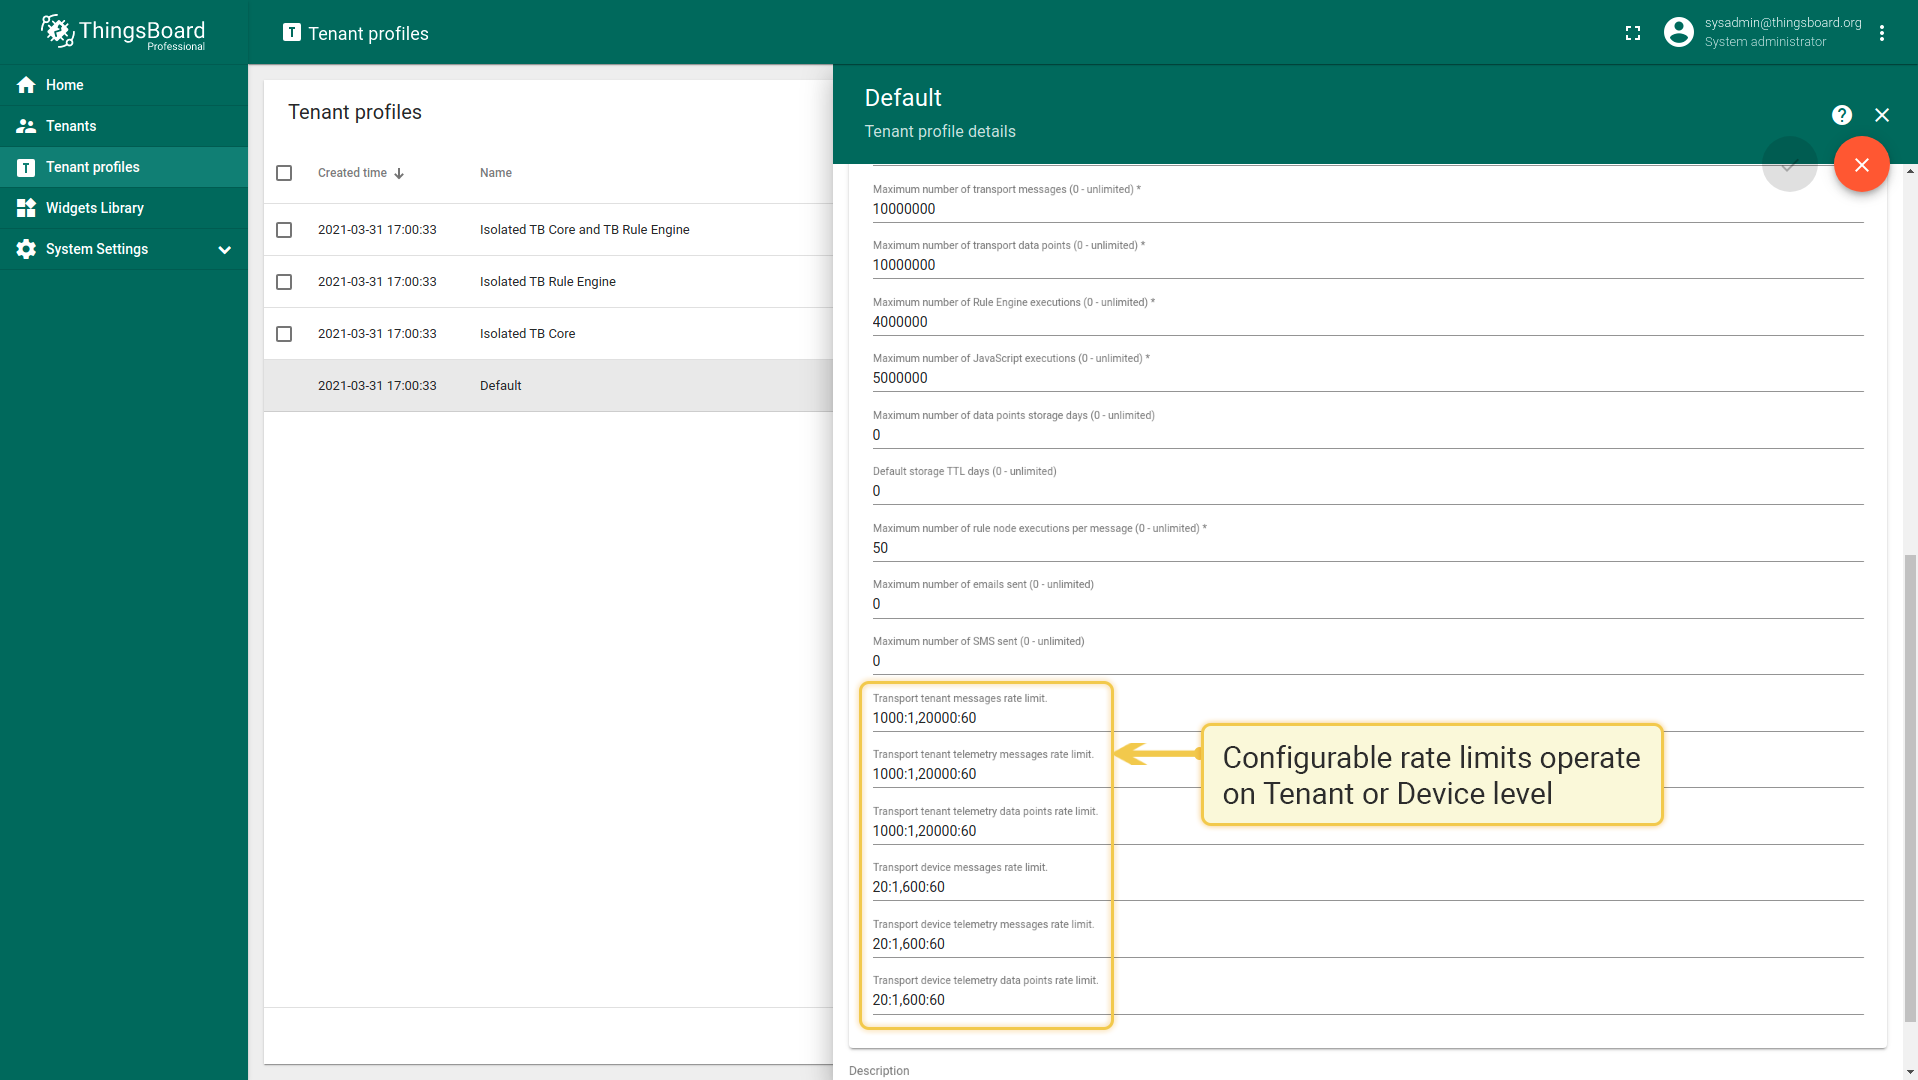 ThingsBoard
Professional
Tenant profiles
sysadmin@thingsboard.org
System administrator
Home
Tenants
Tenant profiles
Widgets Library
System Settings
Tenant profiles
Created time
Name
2021-03-31 17:00:33
Isolated TB Core and TB Rule Engine
2021-03-31 17:00:33
Isolated TB Rule Engine
2021-03-31 17:00:33
Isolated TB Core
2021-03-31 17:00:33
Default
Default
Tenant profile details
Maximum number of transport messages (0 - unlimited) *
10000000
Maximum number of transport data points (0 - unlimited) *
10000000
Maximum number of Rule Engine executions (0 - unlimited) *
4000000
Maximum number of JavaScript executions (0 - unlimited) *
5000000
Maximum number of data points storage days (0 - unlimited)
0
Default storage TTL days (0 - unlimited)
0
Maximum number of rule node executions per message (0 - unlimited) *
50
Maximum number of emails sent (0 - unlimited)
0
Maximum number of SMS sent (0 - unlimited)
0
Transport tenant messages rate limit.
1000:1,20000:60
Transport tenant telemetry messages rate limit.
1000:1,20000:60
Transport tenant telemetry data points rate limit.
1000:1,20000:60
Transport device messages rate limit.
20:1,600:60
Transport device telemetry messages rate limit.
20:1,600:60
Transport device telemetry data points rate limit.
20:1,600:60
Configurable rate limits operate
on Tenant or Device level
Description